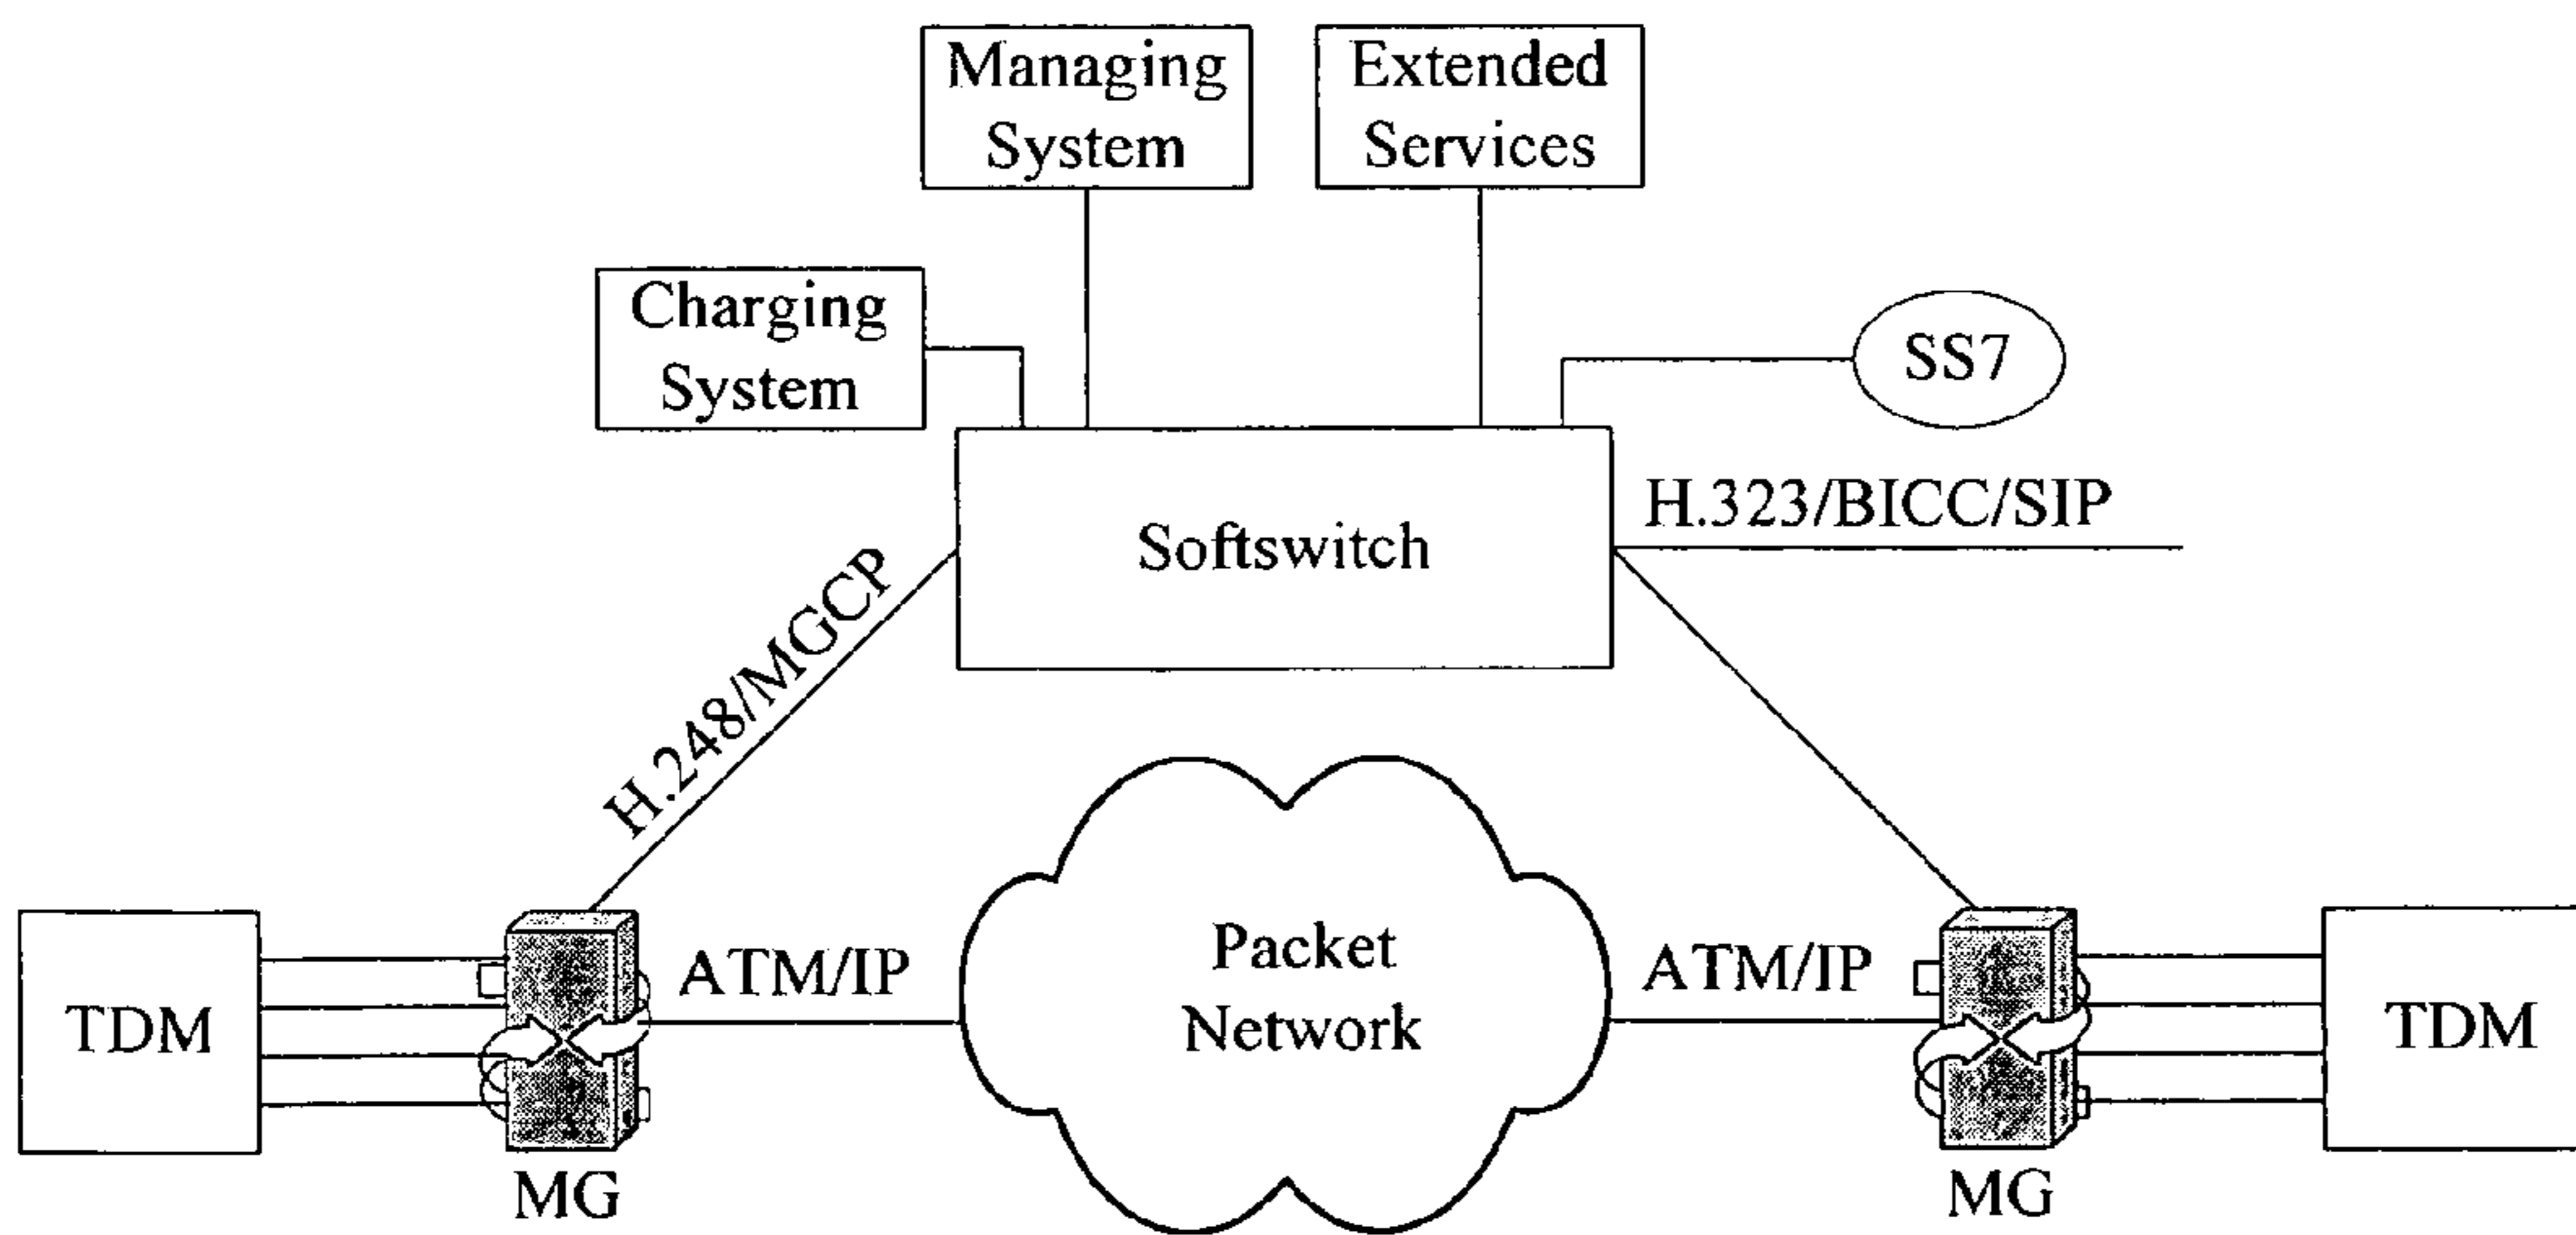 Managing
System
Extended
Services
Charging
System
SS7
H.323/BICC/SIP
Softswitch
H.248/MGCP
TDM
ATM/IP
Packet
Network
ATM/IP
TDM
MG
MG